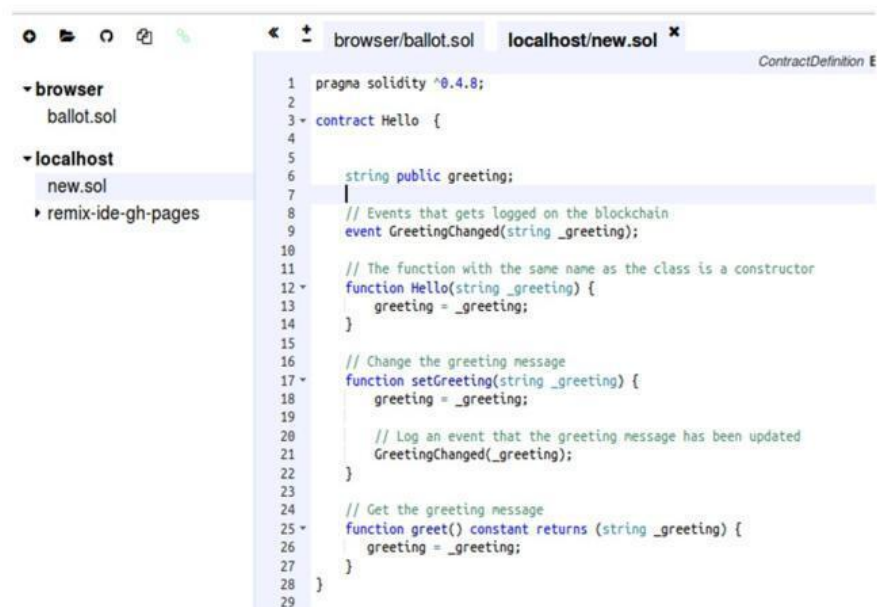 browser/ballot.sol
localhost/new.sol
ContractDefinition
browser
ballot.sol
localhost
new.sol
remix-ide-gh-pages
1 pragma solidity ^0.4.8;
2
3 contract Hello {
4
5
6 string public greeting;
7
8 // Events that gets logged on the blockchain
9 event GreetingChanged(string _greeting);
10
11 // The function with the same name as the class is a constructor
12 function Hello(string _greeting) {
13 greeting = _greeting;
14 }
15
16 // Change the greeting message
17 function setGreeting(string _greeting) {
18 greeting = _greeting;
19
20 // Log an event that the greeting message has been updated
21 GreetingChanged(_greeting);
22 }
23
24 // Get the greeting message
25 function greet() constant returns (string _greeting) {
26 greeting = _greeting;
27 }
28 }
29